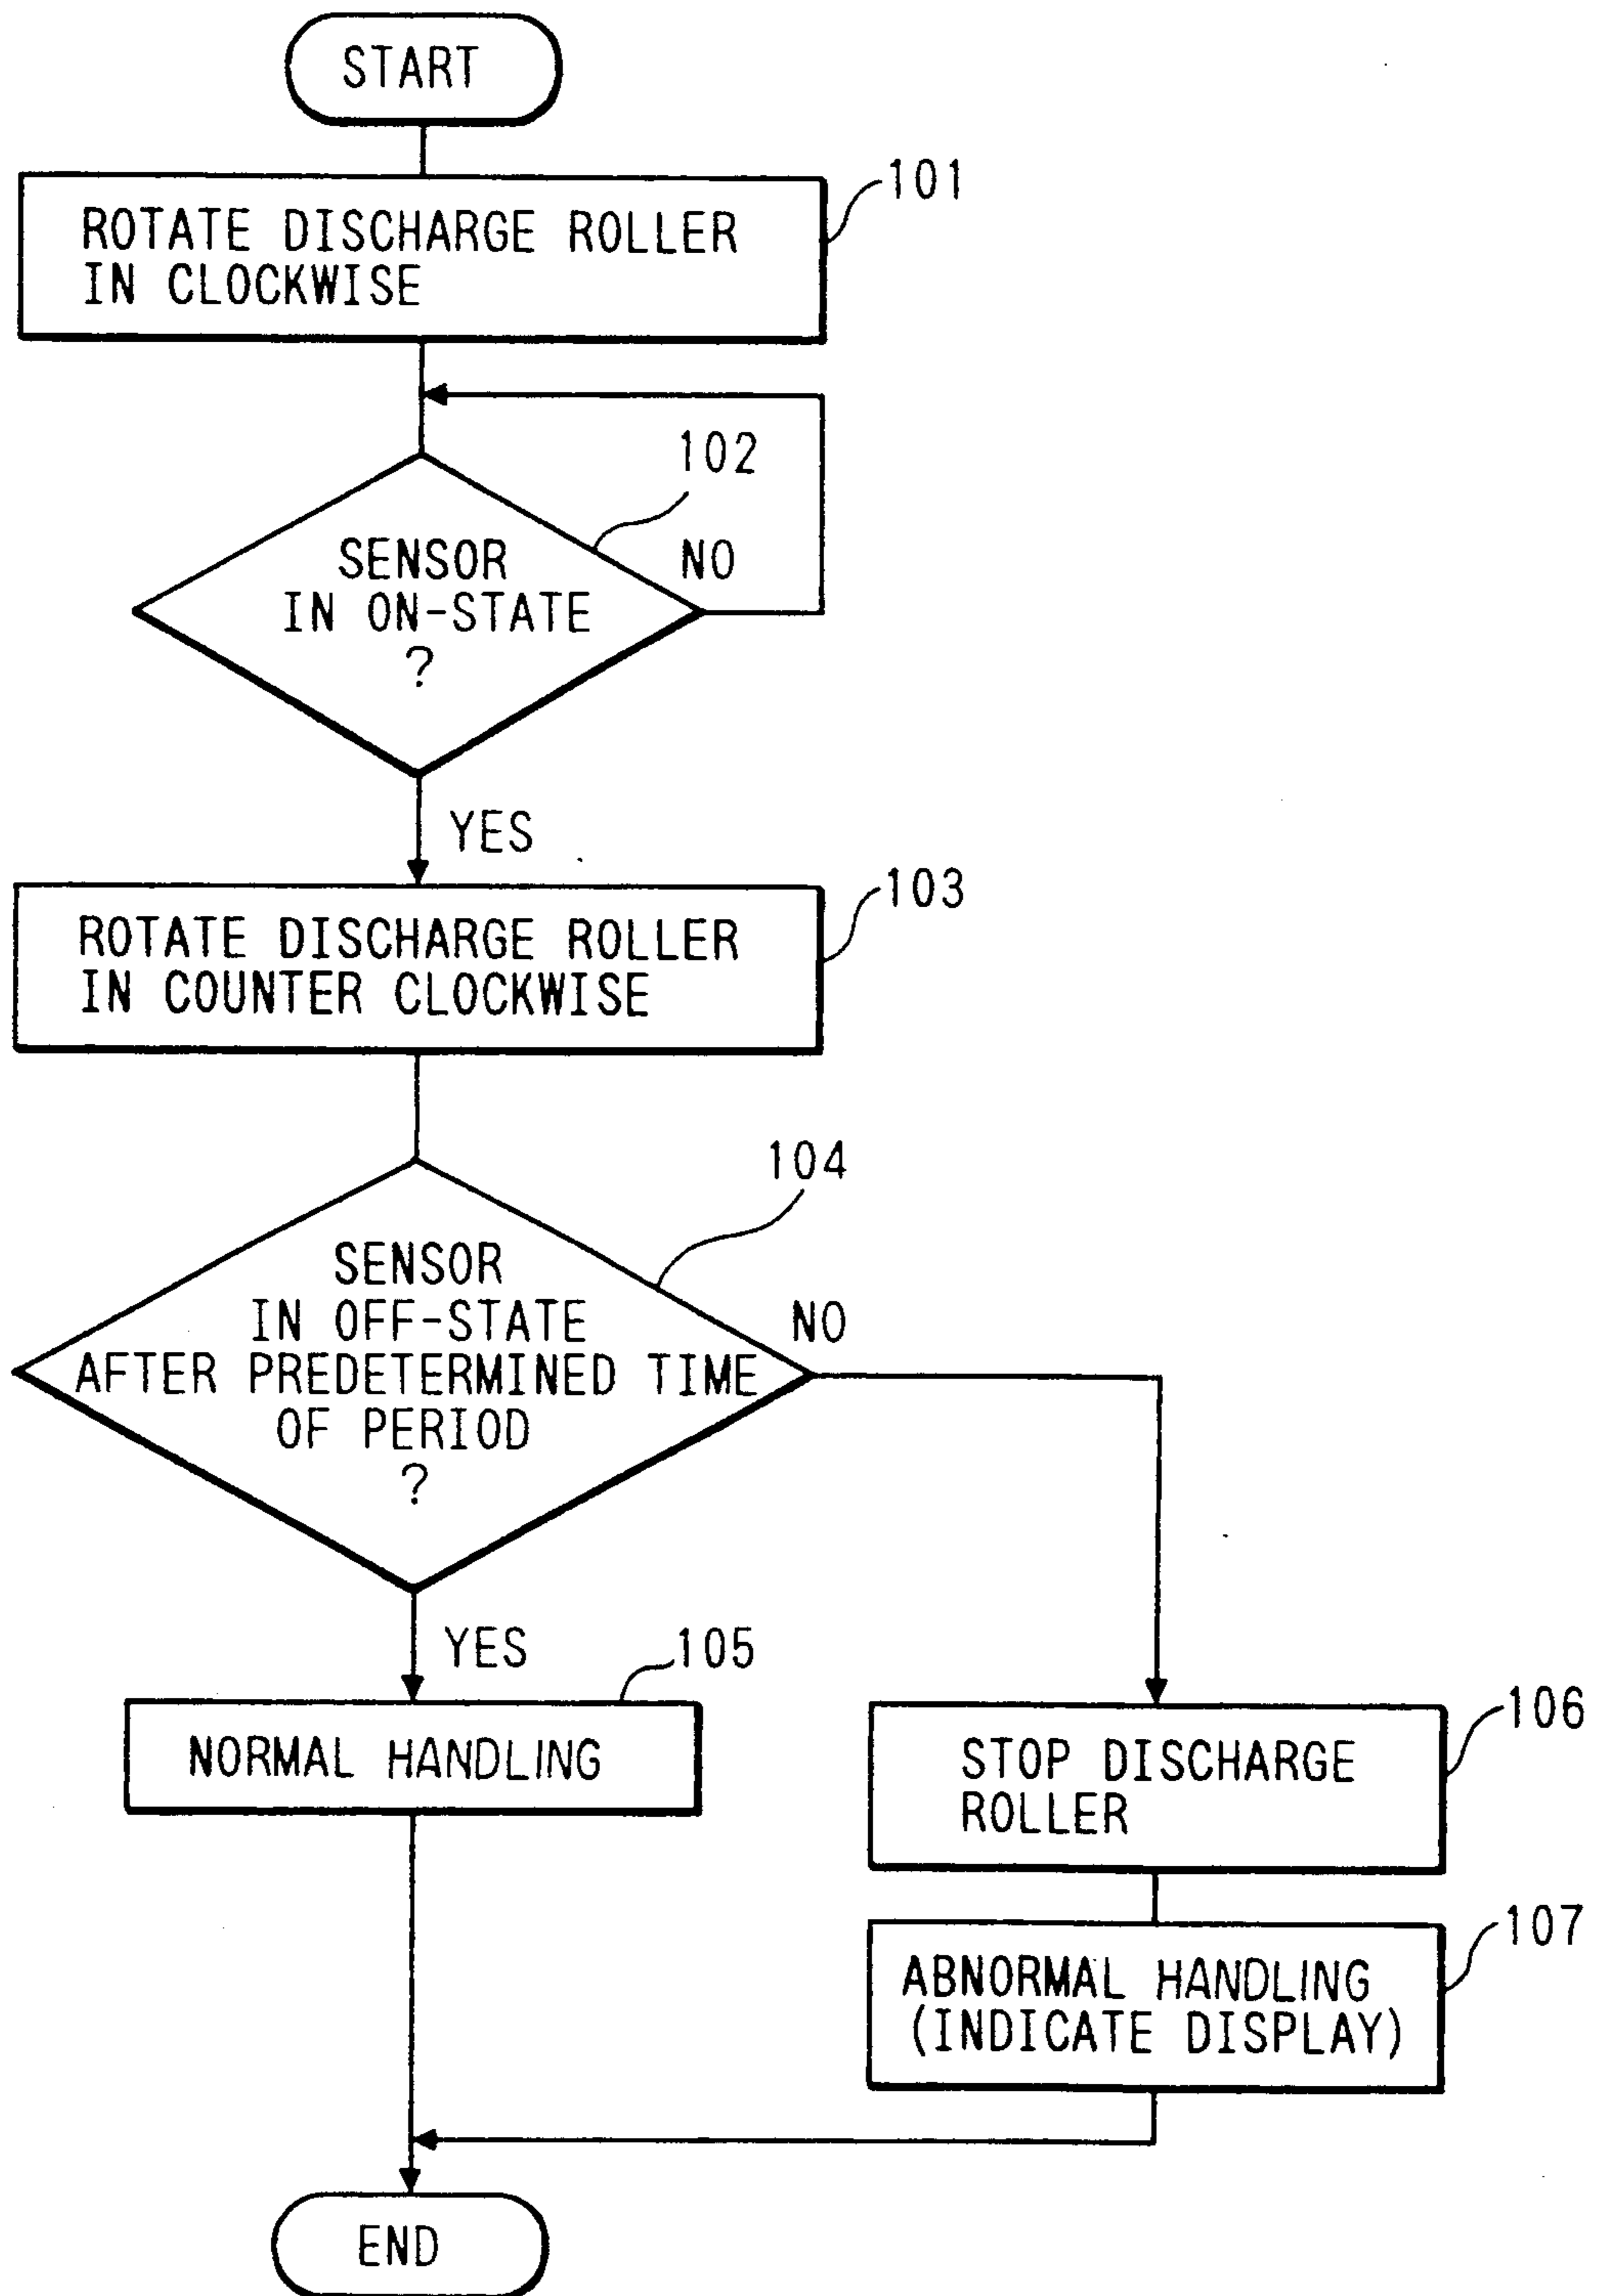 START
101
ROTATE DISCHARGE ROLLER
IN CLOCKWISE
102
SENSOR
IN ON-STATE
?
NO
YES
103
ROTATE DISCHARGE ROLLER
IN COUNTER CLOCKWISE
104
SENSOR
IN OFF-STATE
AFTER PREDETERMINED TIME
OF PERIOD
?
NO
YES
105
NORMAL HANDLING
106
STOP DISCHARGE
ROLLER
107
ABNORMAL HANDLING
(INDICATE DISPLAY)
END